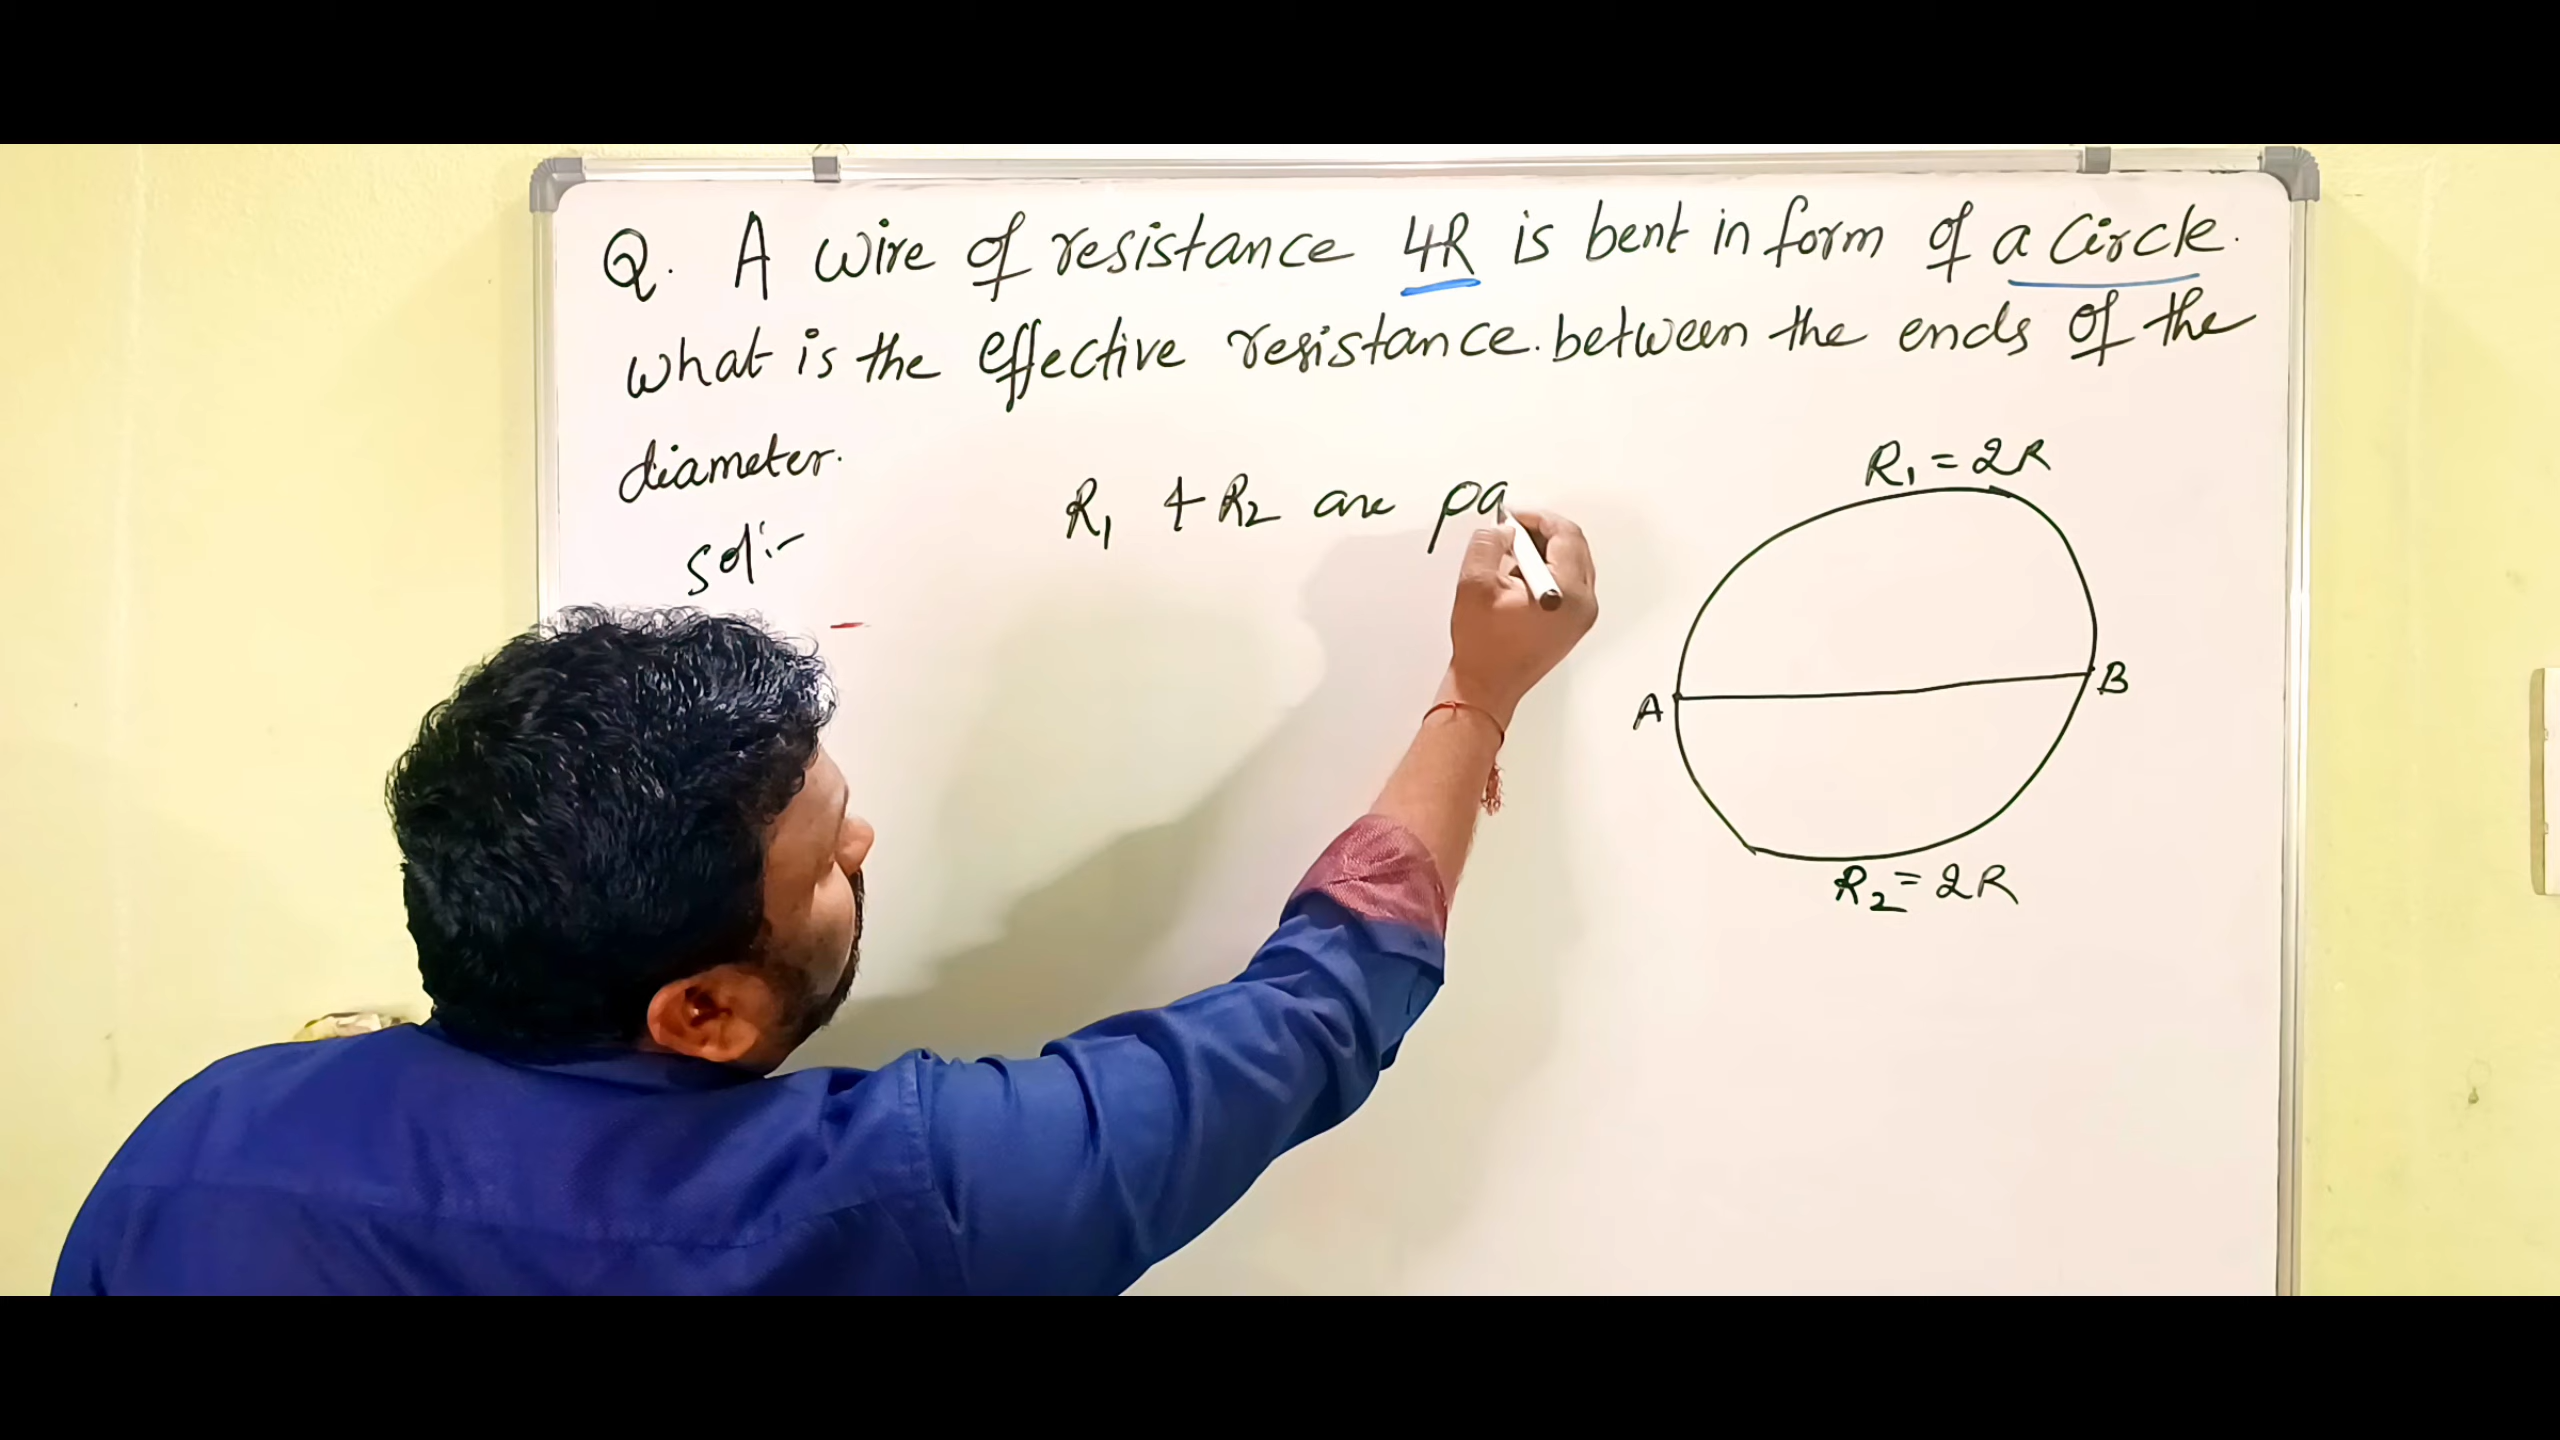 Q. A wire of resistance 4R is bent in form of a circle.
what is the effective resistance. between the ends of the
diameter.
sol:-
R₁ & R₂ are pa
R₁ = 2R
A
B
R₂ = 2R